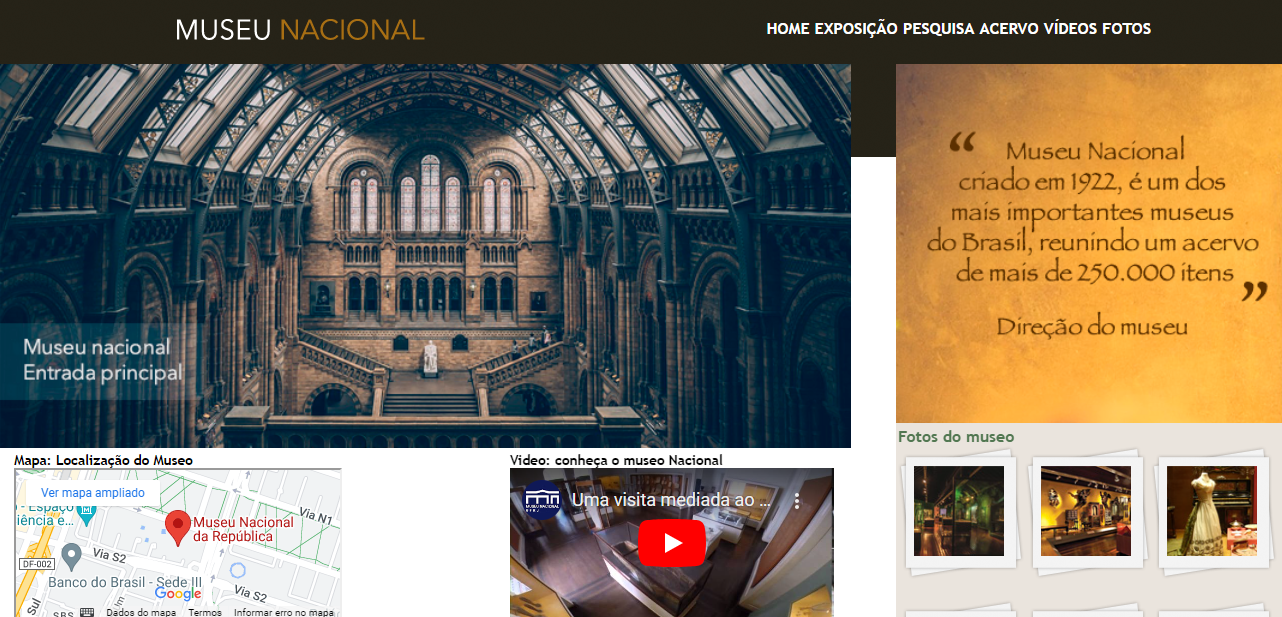 MUSEU NACIONAL
HOME EXPOSIÇÃO PESQUISA ACERVO VÍDEOS FOTOS
“ Museu Nacional
criado em 1922, é um dos
mais importantes museus
do Brasil, reunindo um acervo
de mais de 250.000 itens ”
Direção do museu
Museu nacional
Entrada principal
Fotos do museo
Mapa: Localização do Museo
Ver mapa ampliado
- Espaço
iência e...
Museu Nacional
da República
Via N1
Via S2
DF-002
Banco do Brasil - Sede III
Via S2
Sul
SBS
Google
Dados do mapa
Termos
Informar erro no mapa
Video: conheça o museo Nacional
MUSEU NACIONAL
UFRJ
Uma visita mediada ao ...